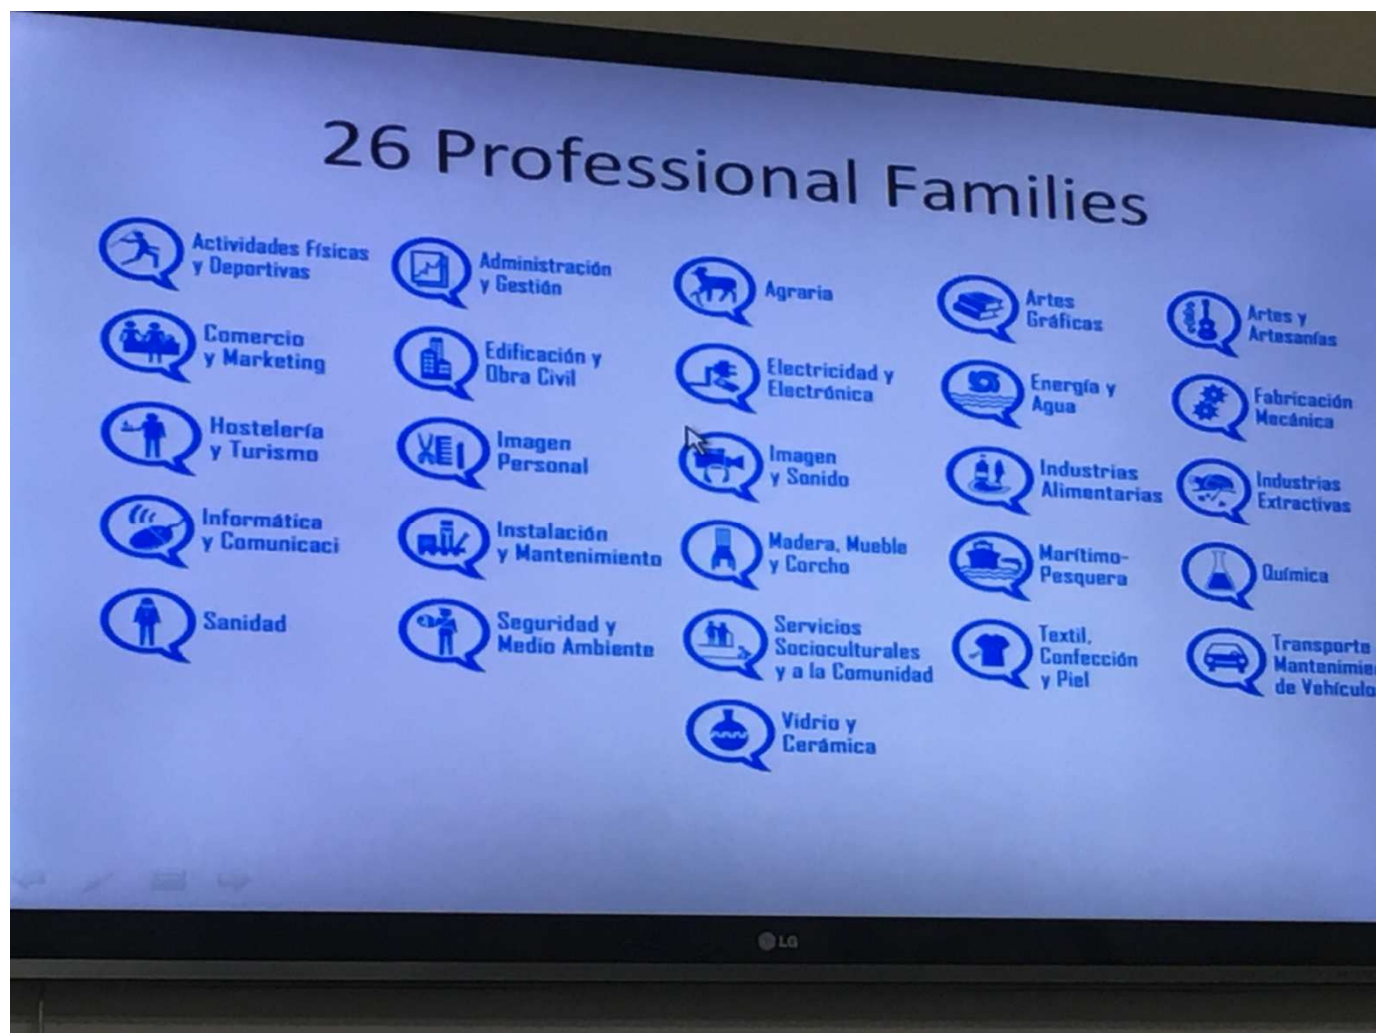 26 Professional Families
Actividades Físicas
y Deportivas
Administración
y Gestión
Agraria
Artes
Gráficas
Artes y
Artesanías
Comercio
y Marketing
Edificación y
Obra Civil
Electricidad y
Electrónica
Energía y
Agua
Fabricación
Mecánica
Hostelería
y Turismo
Imagen
Personal
Imagen
y Sonido
Industrias
Alimentarias
Industrias
Extractivas
Informática
y Comunicaci
Instalación
y Mantenimiento
Madera, Mueble
y Corcho
Marítimo-
Pesquera
Química
Sanidad
Seguridad y
Medio Ambiente
Servicios
Socioculturales
y a la Comunidad
Textil,
Confección
y Piel
Transporte
Mantenimie
de Vehículo
Vidrio y
Cerámica
LG